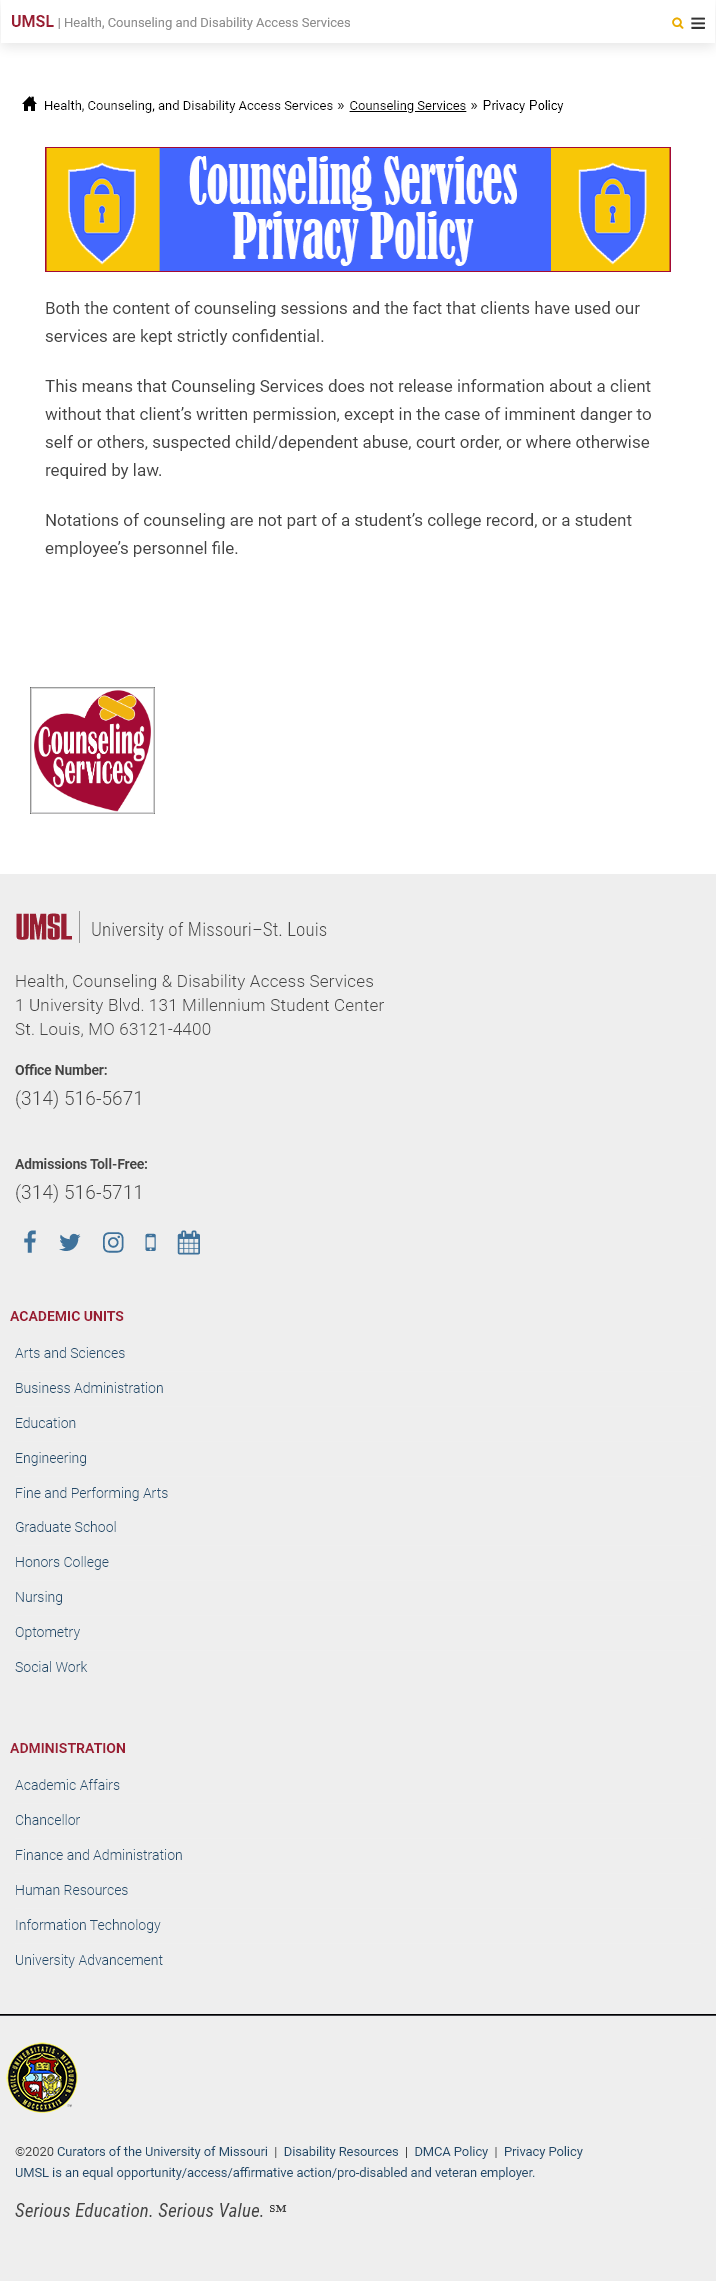 UMSL | Health, Counseling and Disability Access Services
Health, Counseling, and Disability Access Services » Counseling Services » Privacy Policy
Counseling Services
Privacy Policy
Both the content of counseling sessions and the fact that clients have used our
services are kept strictly confidential.
This means that Counseling Services does not release information about a client
without that client’s written permission, except in the case of imminent danger to
self or others, suspected child/dependent abuse, court order, or where otherwise
required by law.
Notations of counseling are not part of a student’s college record, or a student
employee’s personnel file.
Counseling
Services
UMSL University of Missouri–St. Louis
Health, Counseling & Disability Access Services
1 University Blvd. 131 Millennium Student Center
St. Louis, MO 63121-4400
Office Number:
(314) 516-5671
Admissions Toll-Free:
(314) 516-5711
ACADEMIC UNITS
Arts and Sciences
Business Administration
Education
Engineering
Fine and Performing Arts
Graduate School
Honors College
Nursing
Optometry
Social Work
ADMINISTRATION
Academic Affairs
Chancellor
Finance and Administration
Human Resources
Information Technology
University Advancement
©2020 Curators of the University of Missouri | Disability Resources | DMCA Policy | Privacy Policy
UMSL is an equal opportunity/access/affirmative action/pro-disabled and veteran employer.
Serious Education. Serious Value. ℠